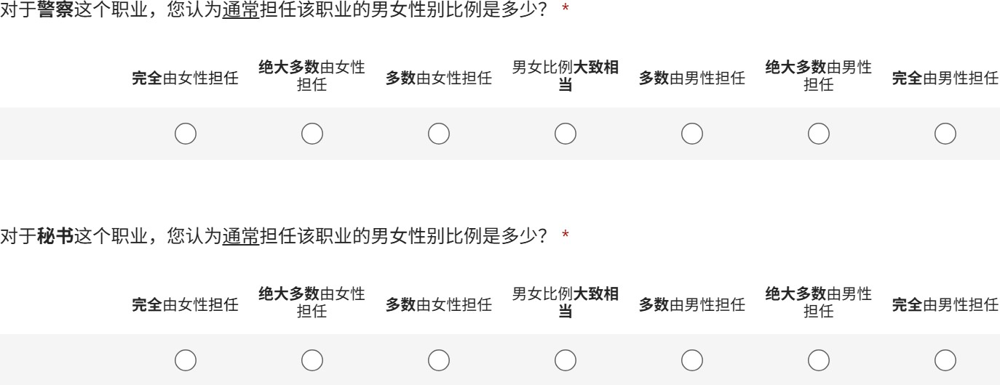 对于警察这个职业，您认为通常担任该职业的男女性别比例是多少？ *
完全由女性担任 绝大多数由女性担任 多数由女性担任 男女比例大致相当 多数由男性担任 绝大多数由男性担任 完全由男性担任
对于秘书这个职业，您认为通常担任该职业的男女性别比例是多少？ *
完全由女性担任 绝大多数由女性担任 多数由女性担任 男女比例大致相当 多数由男性担任 绝大多数由男性担任 完全由男性担任